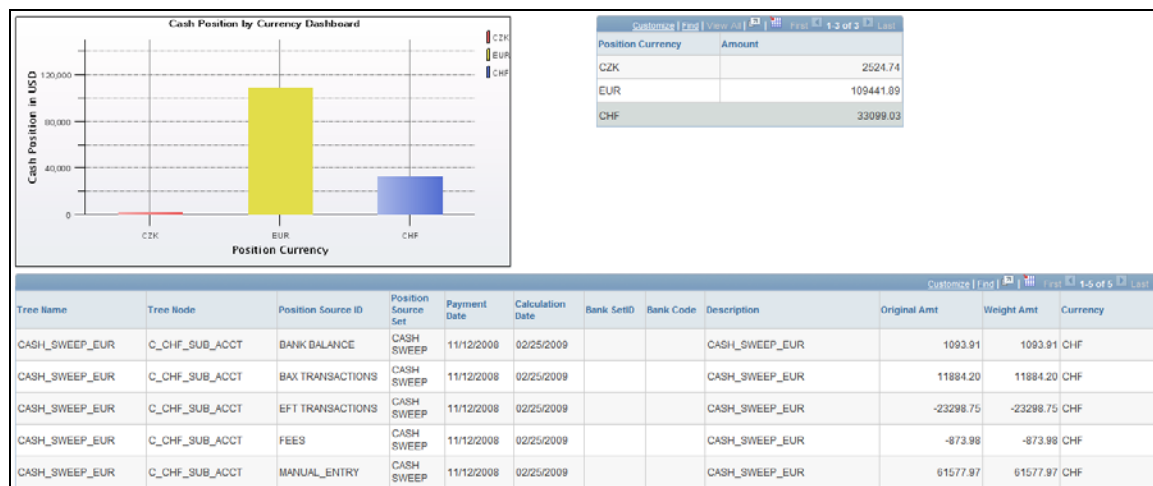 Cash Position by Currency Dashboard
CZK
EUR
CHF
Cash Position in USD
120,000
80,000
40,000
0
CZK EUR CHF
Position Currency
Customize | Find | View All | First 1-3 of 3 Last
Position Currency Amount
CZK 2524.74
EUR 109441.89
CHF 33099.03
Customize | Find | First 1-5 of 5 Last
Tree Name Tree Node Position Source ID Position Source Set Payment Date Calculation Date Bank SetID Bank Code Description Original Amt Weight Amt Currency
CASH_SWEEP_EUR C_CHF_SUB_ACCT BANK BALANCE CASH SWEEP 11/12/2008 02/25/2009 CASH_SWEEP_EUR 1093.91 1093.91 CHF
CASH_SWEEP_EUR C_CHF_SUB_ACCT BAX TRANSACTIONS CASH SWEEP 11/12/2008 02/25/2009 CASH_SWEEP_EUR 11884.20 11884.20 CHF
CASH_SWEEP_EUR C_CHF_SUB_ACCT EFT TRANSACTIONS CASH SWEEP 11/12/2008 02/25/2009 CASH_SWEEP_EUR -23298.75 -23298.75 CHF
CASH_SWEEP_EUR C_CHF_SUB_ACCT FEES CASH SWEEP 11/12/2008 02/25/2009 CASH_SWEEP_EUR -873.98 -873.98 CHF
CASH_SWEEP_EUR C_CHF_SUB_ACCT MANUAL_ENTRY CASH SWEEP 11/12/2008 02/25/2009 CASH_SWEEP_EUR 61577.97 61577.97 CHF